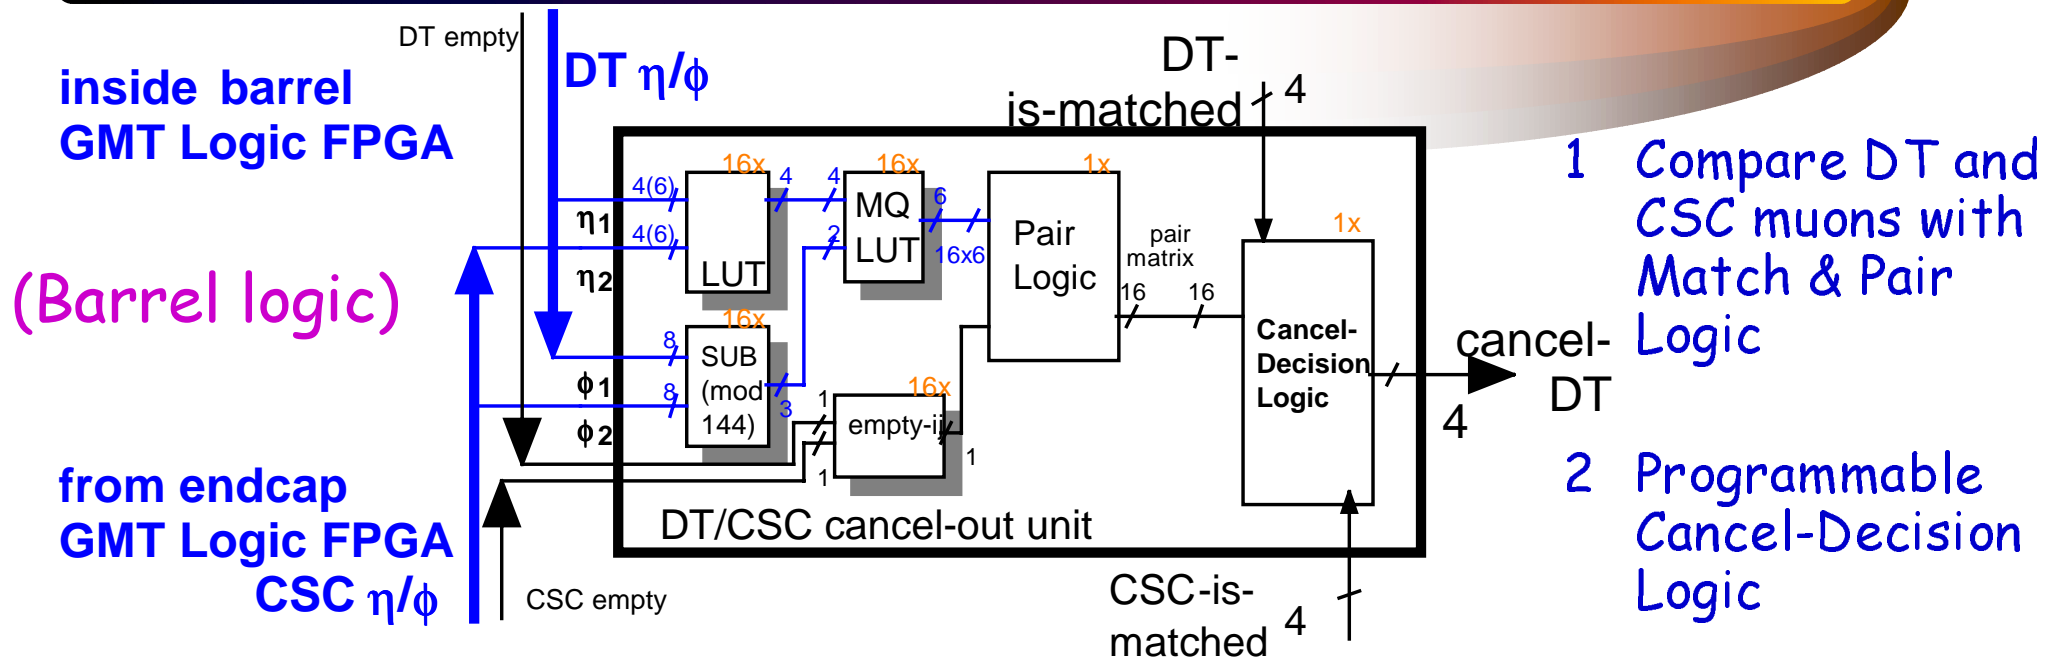 DT empty
inside barrel
GMT Logic FPGA
DT η/ϕ
(Barrel logic)
from endcap
GMT Logic FPGA
CSC η/ϕ
CSC empty
DT-
is-matched
4
16x
4(6)
η1
4(6)
η2
LUT
4
4
16x
MQ
LUT
2
6
16x6
1x
Pair
Logic
pair
matrix
16
16
16x
8
SUB
(mod
144)
ϕ1
8
ϕ2
3
16x
1
empty-ij
1
1
1x
Cancel-
Decision
Logic
cancel-
DT
4
DT/CSC cancel-out unit
CSC-is-
matched
4
1 Compare DT and
CSC muons with
Match & Pair
Logic
2 Programmable
Cancel-Decision
Logic